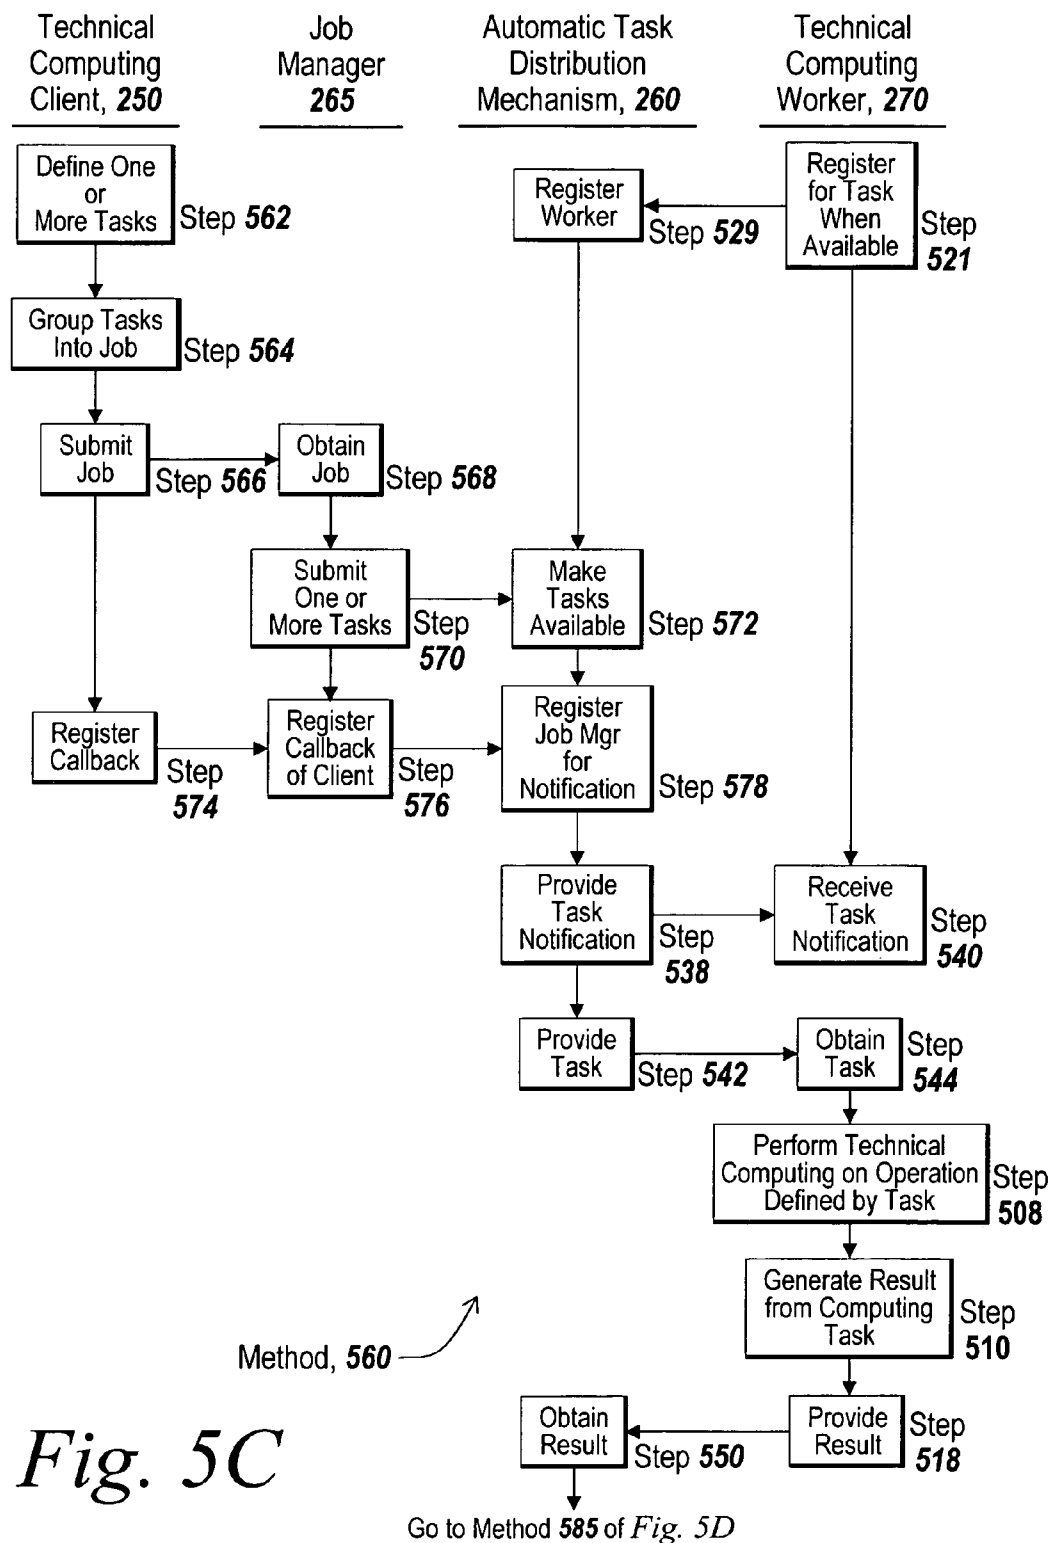 Technical
Computing
Client, 250
Job
Manager
265
Automatic Task
Distribution
Mechanism, 260
Technical
Computing
Worker, 270
Define One
or
More Tasks
Step 562
Register
Worker
Step 529
Register
for Task
When
Available
Step
521
Group Tasks
Into Job
Step 564
Submit
Job
Step 566
Obtain
Job
Step 568
Submit
One or
More Tasks
Step
570
Make
Tasks
Available
Step 572
Register
Callback
Step
574
Register
Callback
of Client
Step
576
Register
Job Mgr
for
Notification
Step 578
Provide
Task
Notification
Step
538
Receive
Task
Notification
Step
540
Provide
Task
Step 542
Obtain
Task
Step
544
Perform Technical
Computing on Operation
Defined by Task
Step
508
Generate Result
from Computing
Task
Step
510
Method, 560
Obtain
Result
Step 550
Provide
Result
Step
518
Fig. 5C
Go to Method 585 of Fig. 5D